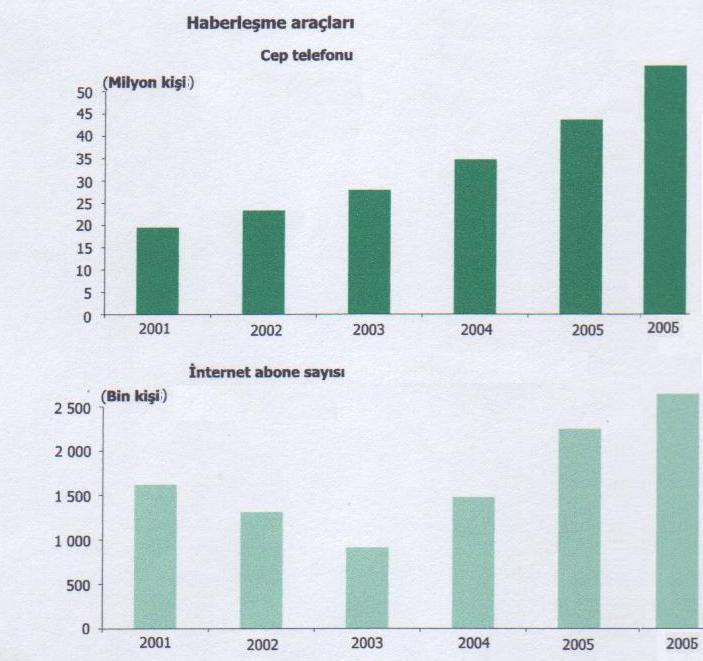 Haberleşme araçları
Cep telefonu
(Milyon kişi)
50
45
40
35
30
25
20
15
10
5
0
2001 2002 2003 2004 2005 2006
İnternet abone sayısı
(Bin kişi)
2 500
2 000
1 500
1 000
500
0
2001 2002 2003 2004 2005 2006